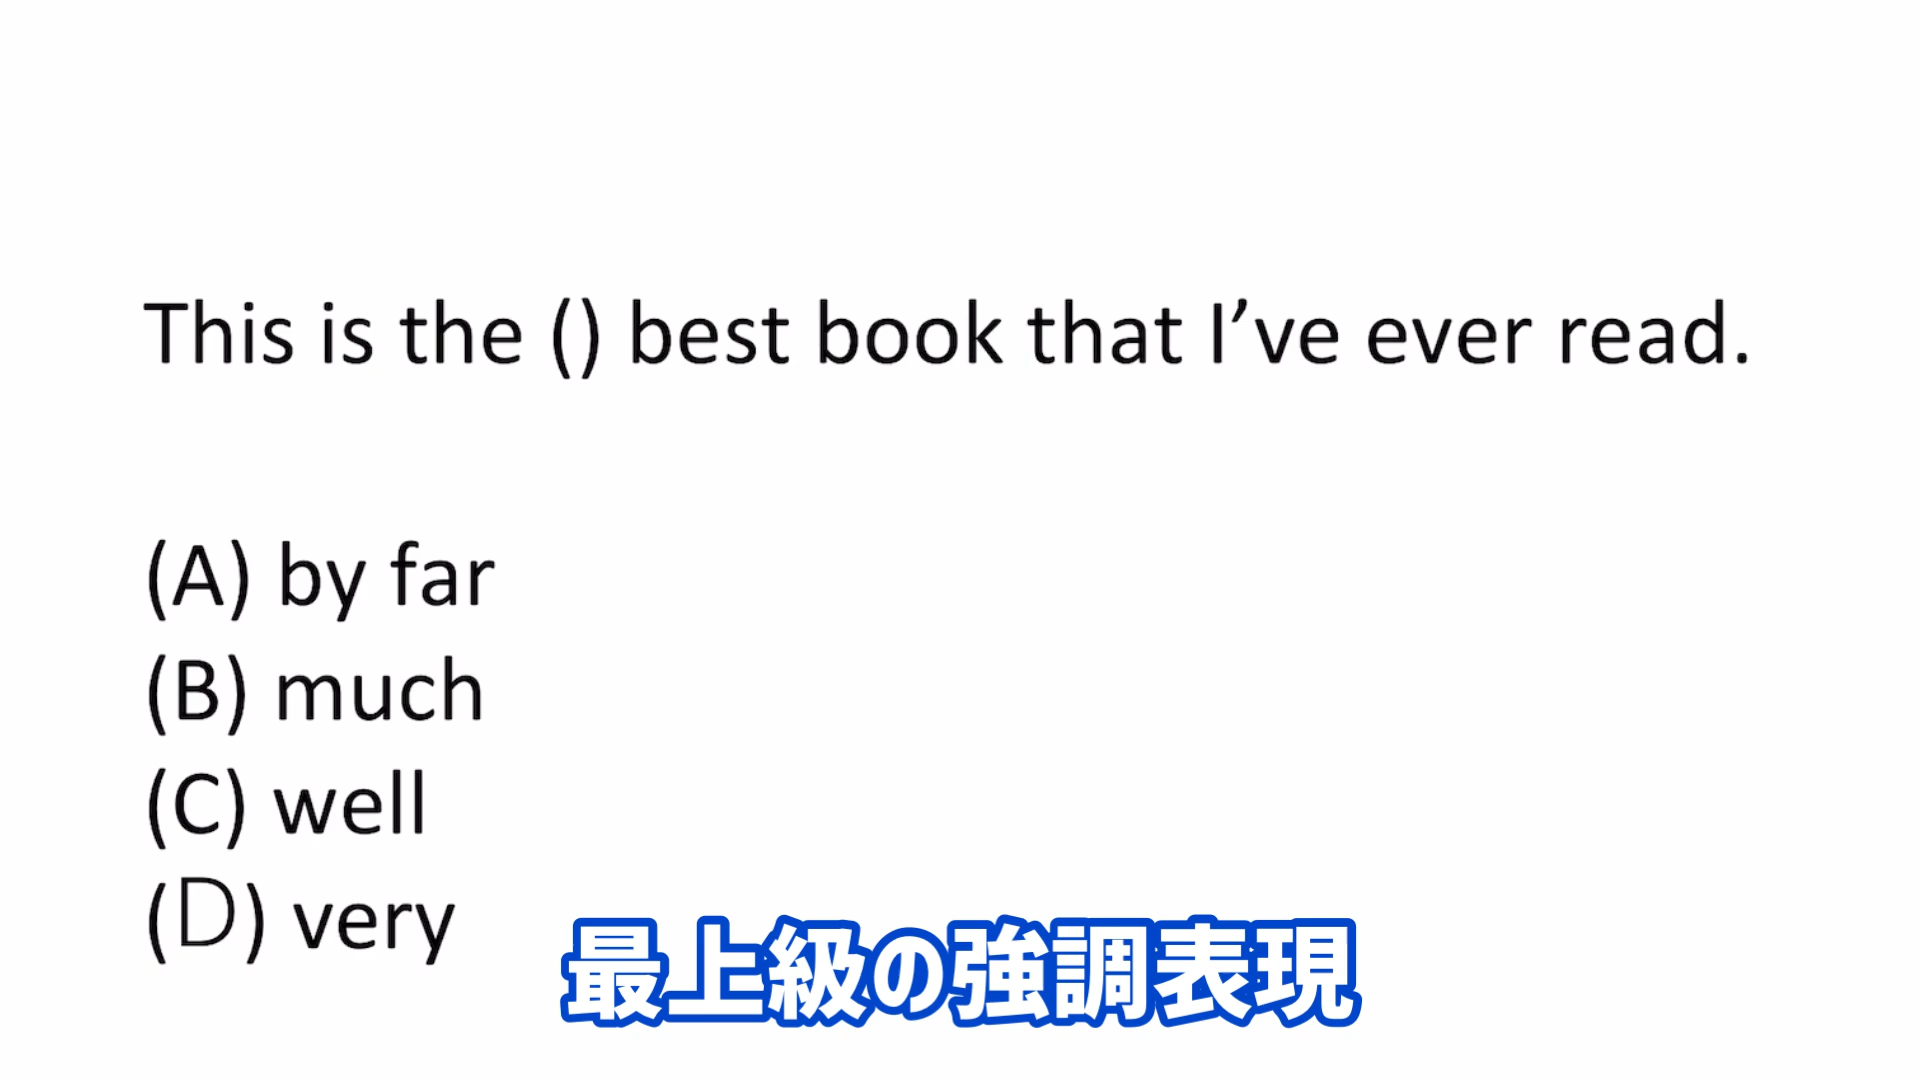 This is the () best book that I’ve ever read.
(A) by far
(B) much
(C) well
(D) very
最上級の強調表現